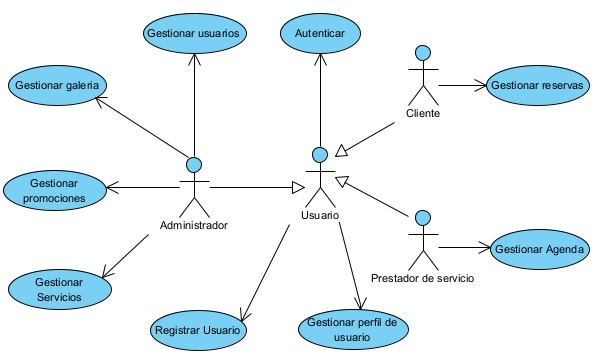 Gestionar usuarios
Autenticar
Gestionar galeria
Gestionar reservas
Cliente
Gestionar
promociones
Administrador
Usuario
Gestionar Agenda
Prestador de servicio
Gestionar
Servicios
Registrar Usuario
Gestionar perfil de
usuario